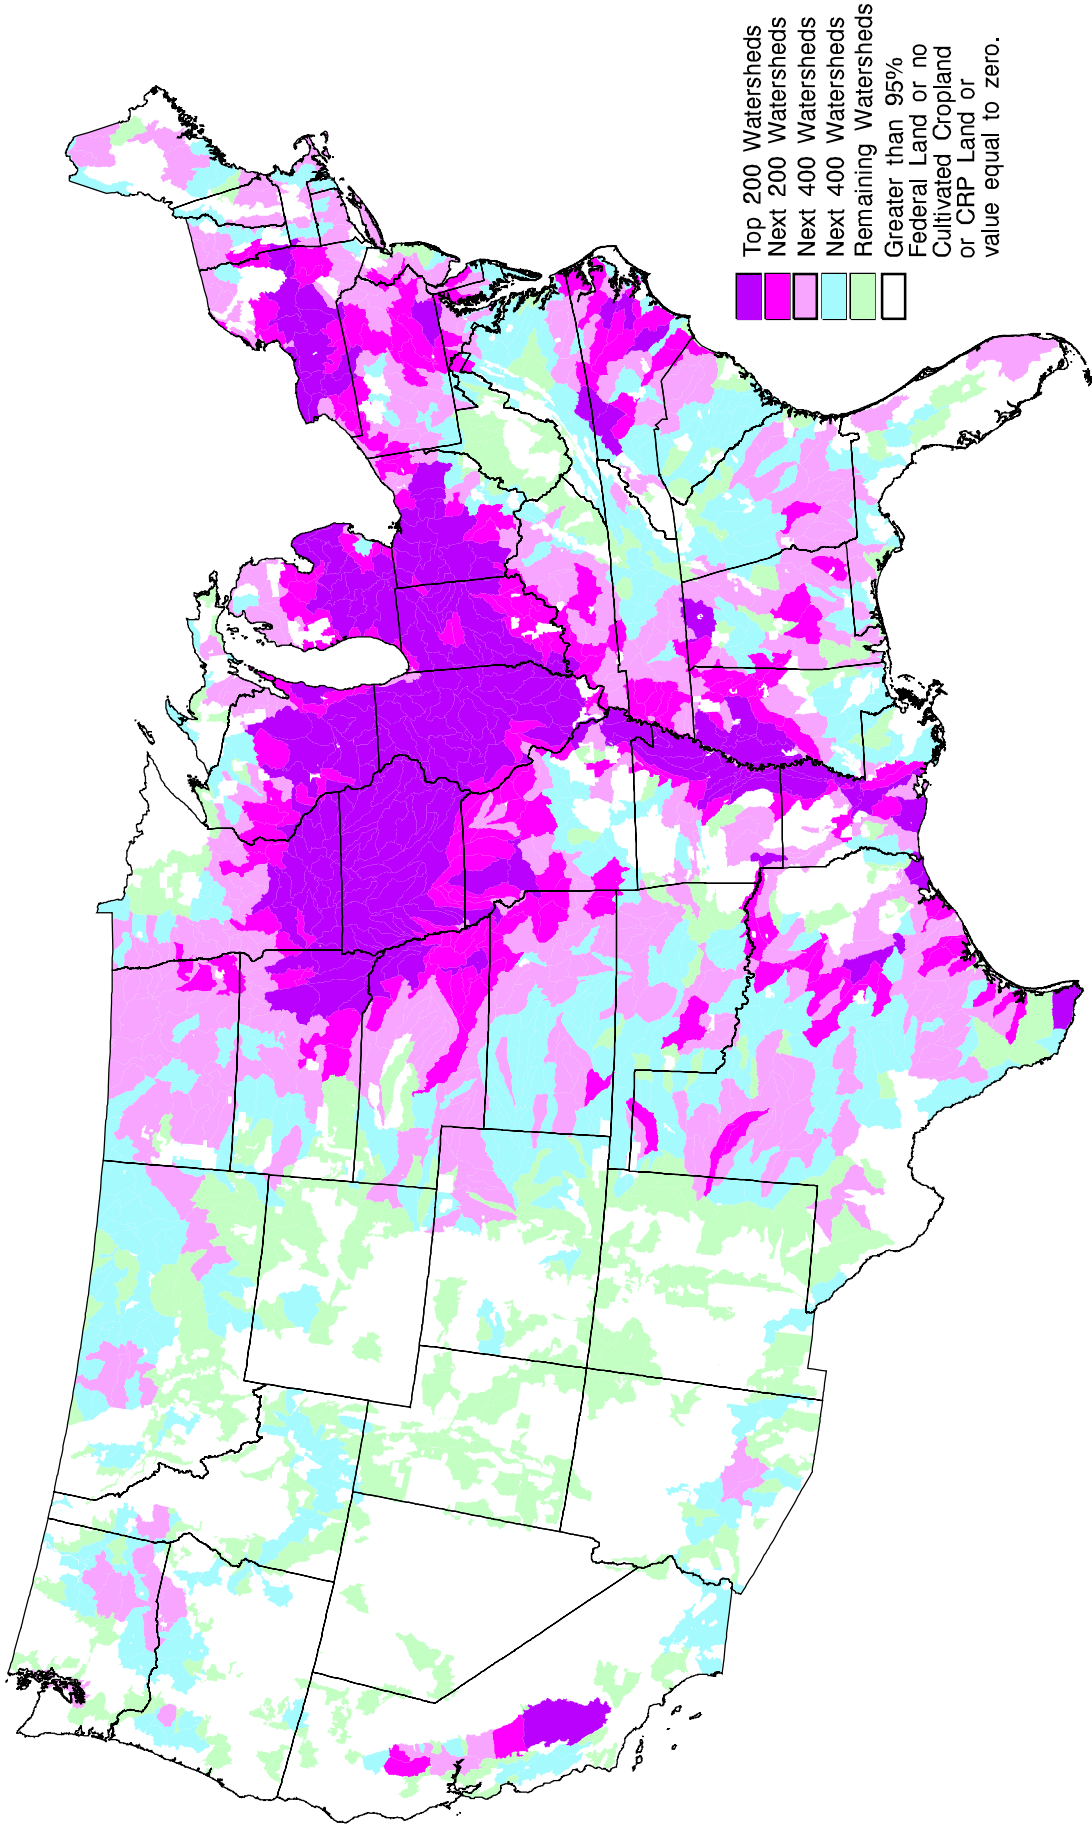 Top 200 Watersheds
Next 200 Watersheds
Next 400 Watersheds
Next 400 Watersheds
Remaining Watersheds
Greater than 95%
Federal Land or no
Cultivated Cropland
or CRP Land or
value equal to zero.